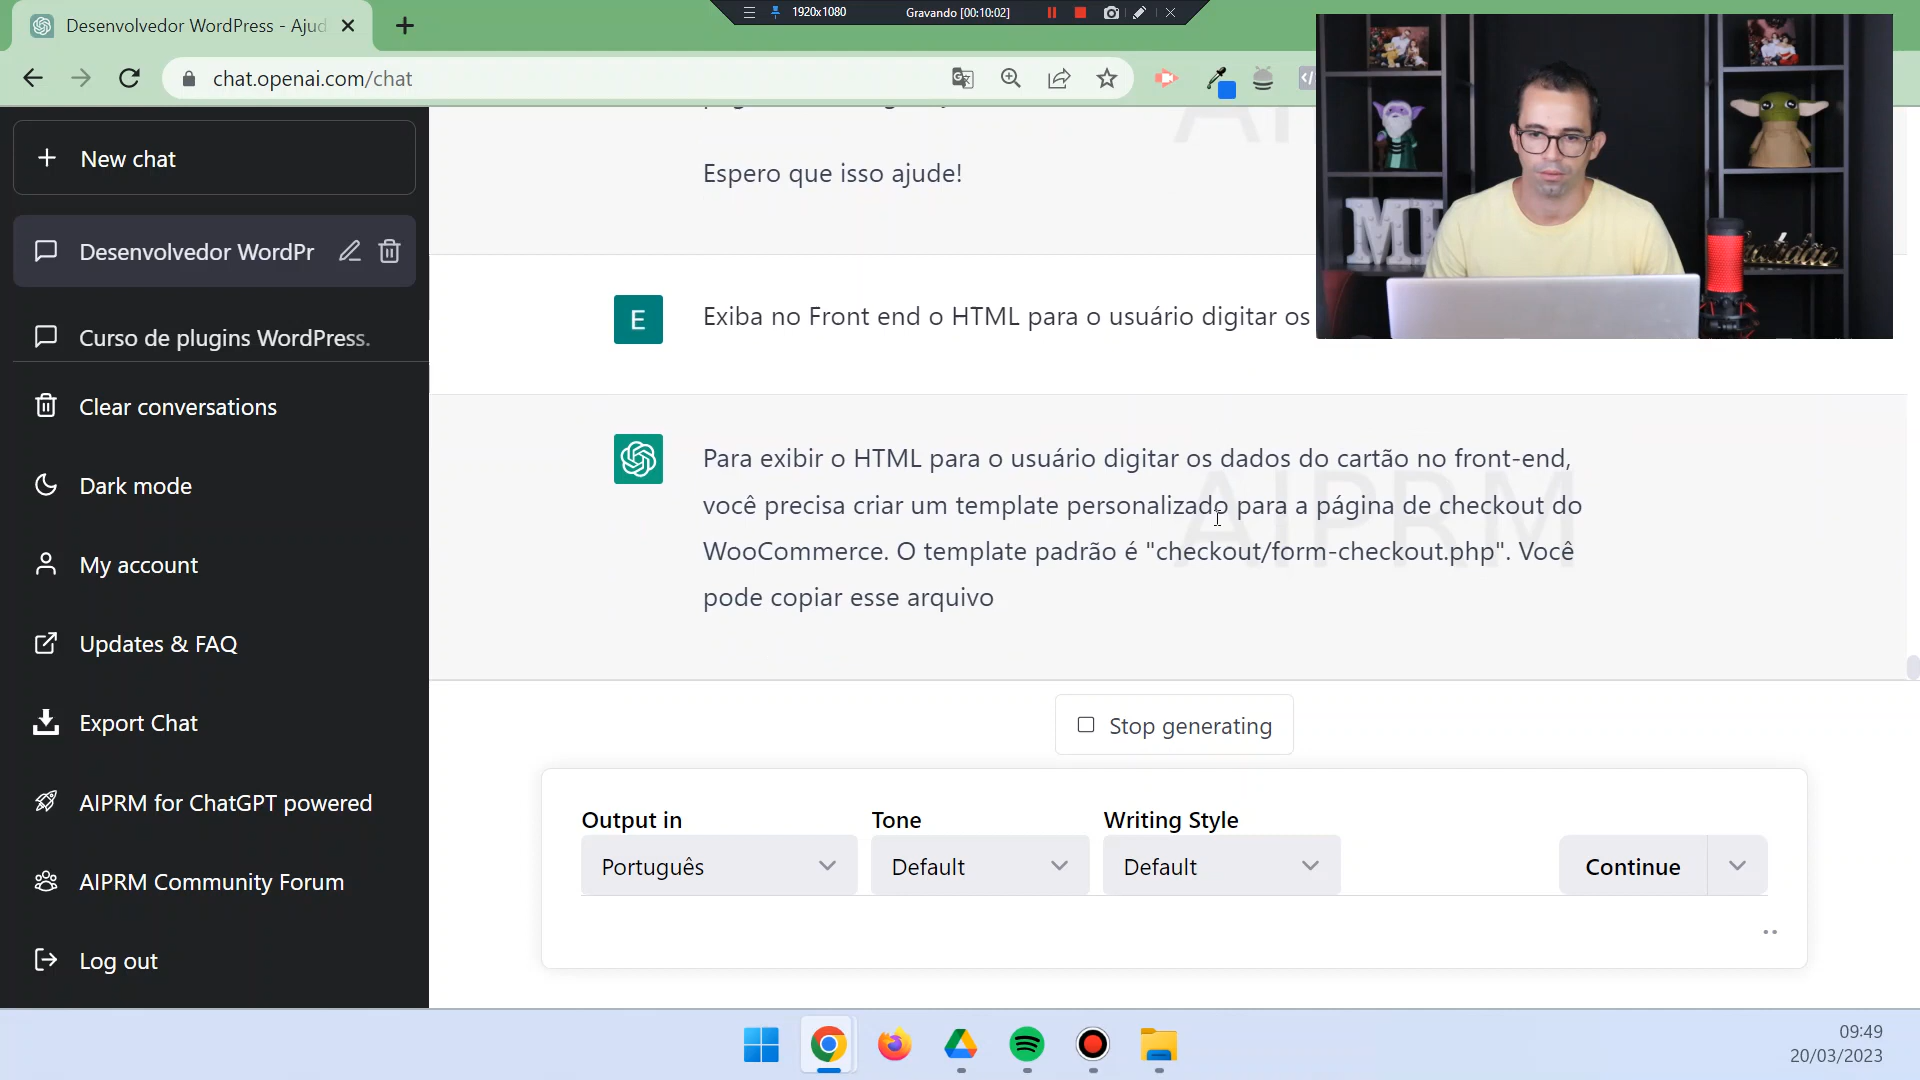 Desenvolvedor WordPress - Aju
1920x1080
Gravando [00:10:02]
chat.openai.com/chat
New chat
Desenvolvedor WordPr
Curso de plugins WordPress.
Clear conversations
Dark mode
My account
Updates & FAQ
Export Chat
AIPRM for ChatGPT powered
AIPRM Community Forum
Log out
Espero que isso ajude!
E
Exiba no Front end o HTML para o usuário digitar os
Para exibir o HTML para o usuário digitar os dados do cartão no front-end,
você precisa criar um template personalizado para a página de checkout do
WooCommerce. O template padrão é "checkout/form-checkout.php". Você
pode copiar esse arquivo
AIPRM
Stop generating
Output in
Tone
Writing Style
Português
Default
Default
Continue
09:49
20/03/2023